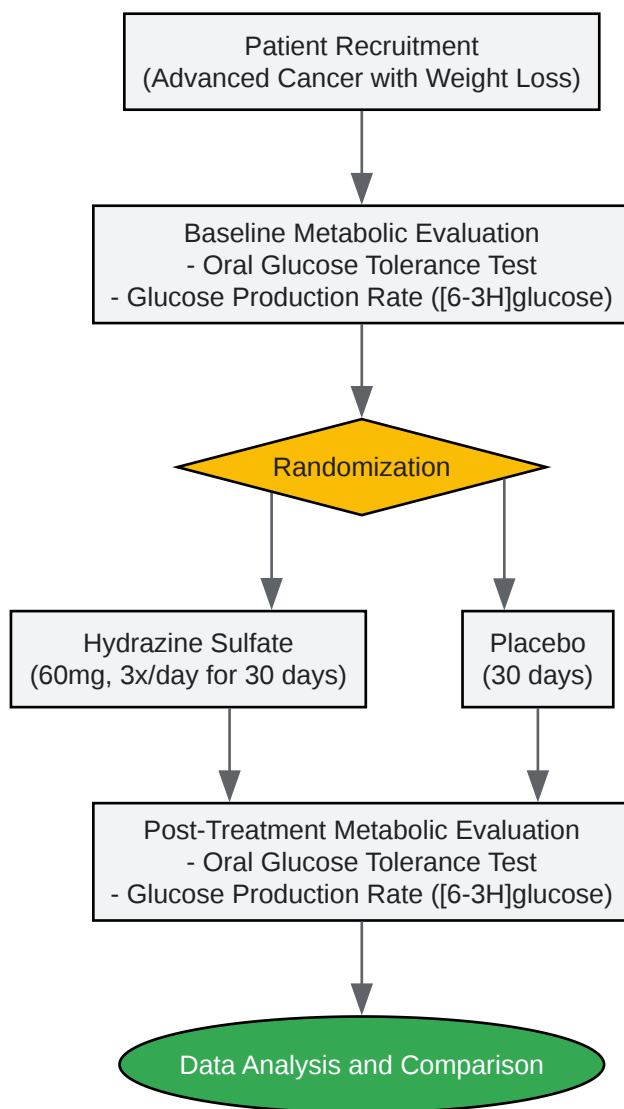 Patient Recruitment
(Advanced Cancer with Weight Loss)
Baseline Metabolic Evaluation
- Oral Glucose Tolerance Test
- Glucose Production Rate ([6-3H]glucose)
Randomization
Hydrazine Sulfate
(60mg, 3x/day for 30 days)
Placebo
(30 days)
Post-Treatment Metabolic Evaluation
- Oral Glucose Tolerance Test
- Glucose Production Rate ([6-3H]glucose)
Data Analysis and Comparison